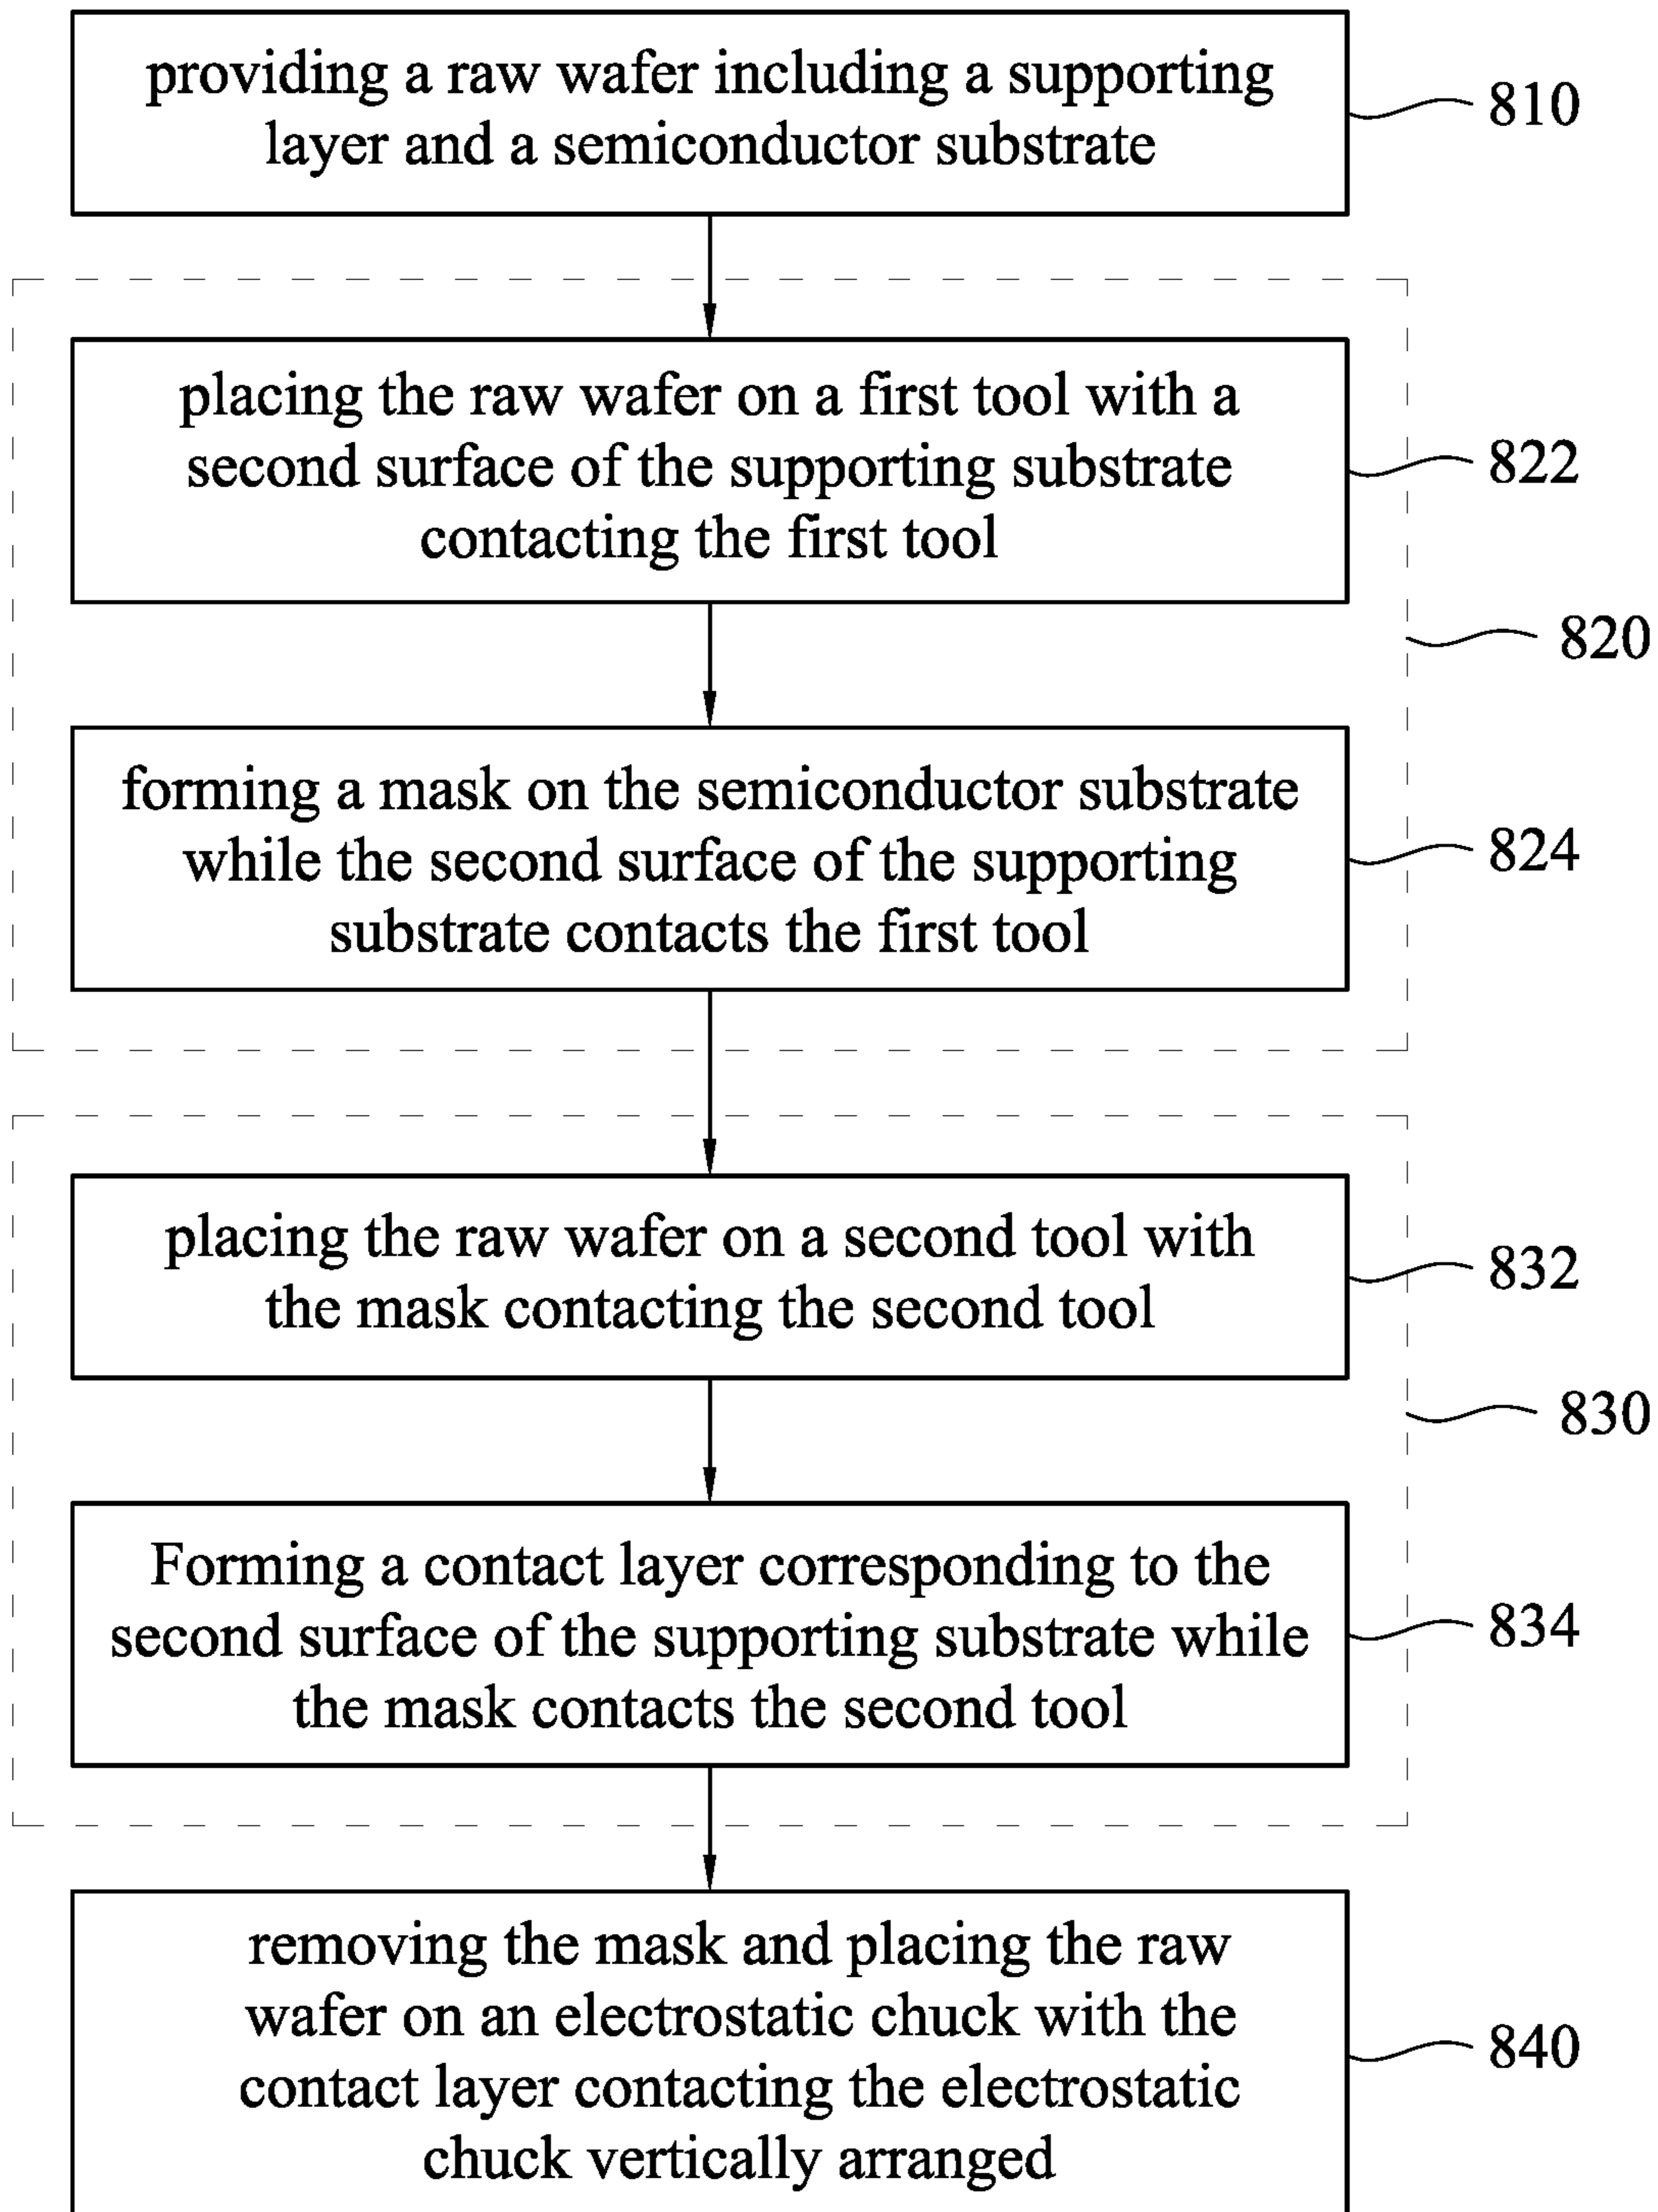 providing a raw wafer including a supporting
layer and a semiconductor substrate
810
placing the raw wafer on a first tool with a
second surface of the supporting substrate
contacting the first tool
822
820
forming a mask on the semiconductor substrate
while the second surface of the supporting
substrate contacts the first tool
824
placing the raw wafer on a second tool with
the mask contacting the second tool
832
830
Forming a contact layer corresponding to the
second surface of the supporting substrate while
the mask contacts the second tool
834
removing the mask and placing the raw
wafer on an electrostatic chuck with the
contact layer contacting the electrostatic
chuck vertically arranged
840